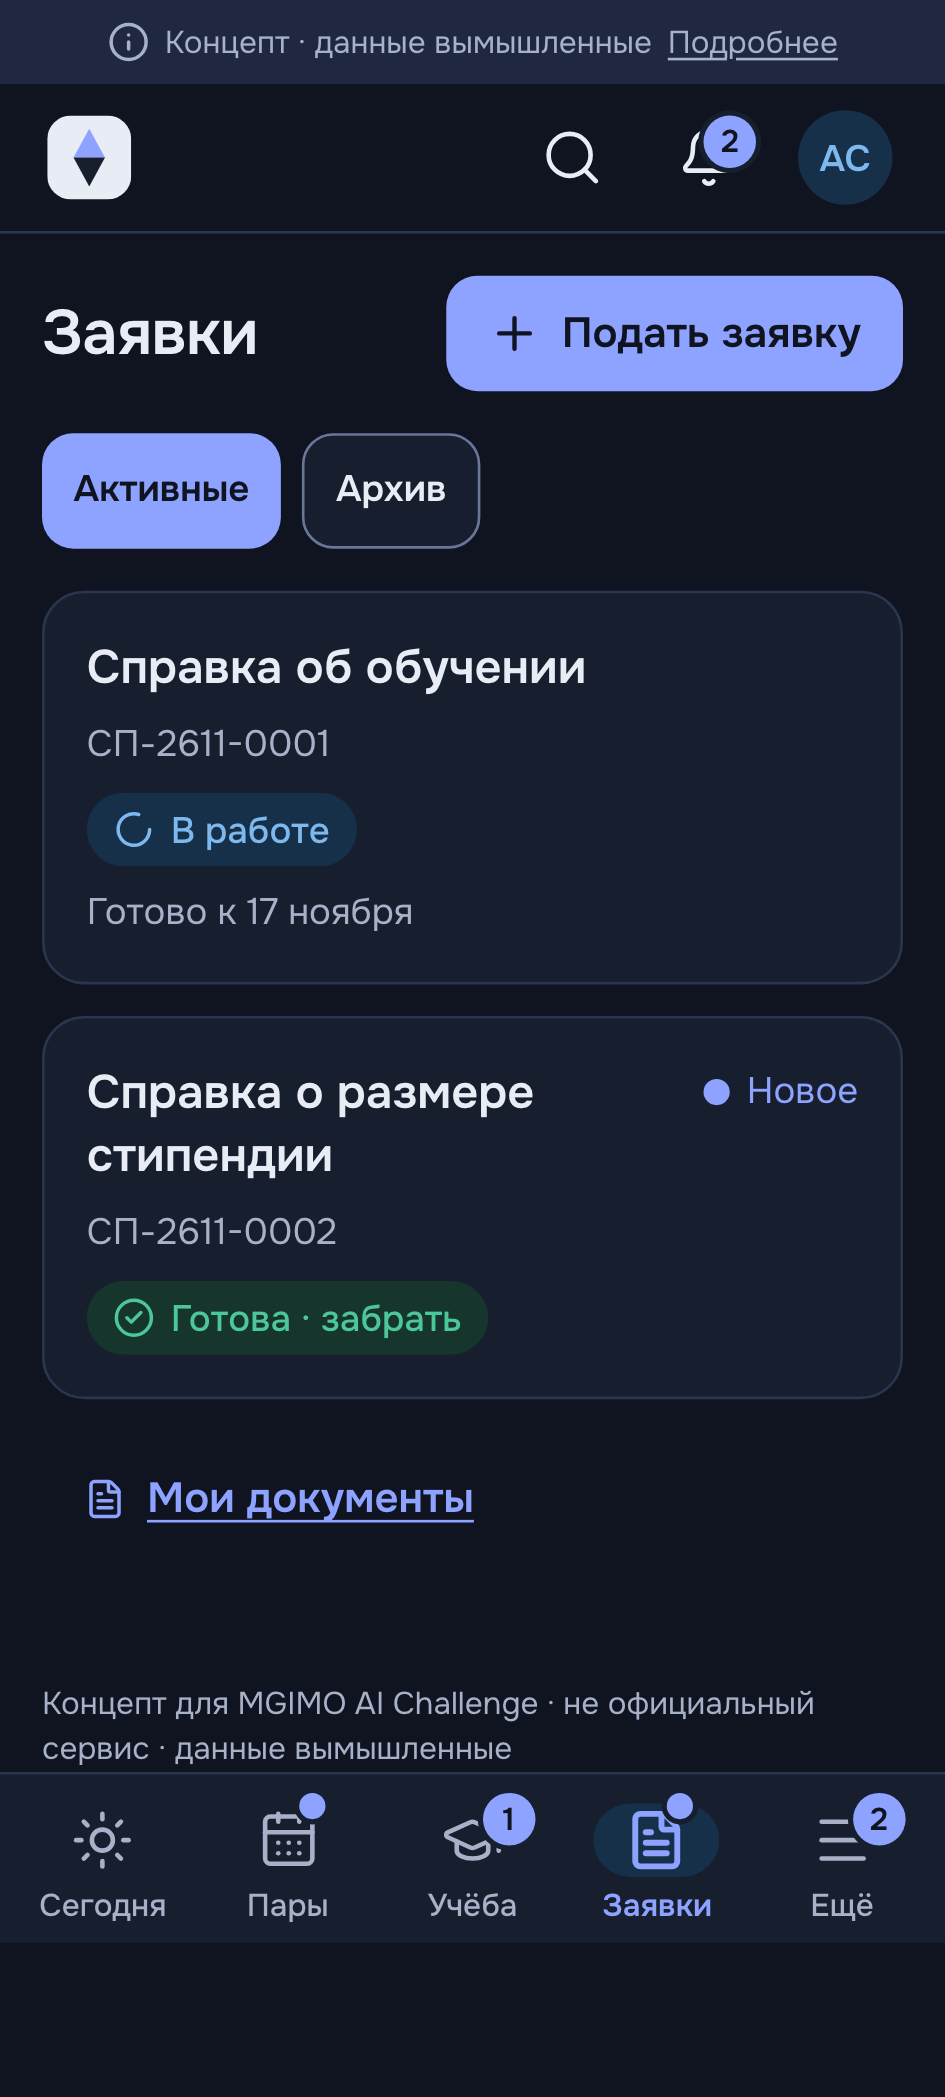 Концепт · данные вымышленные Подробнее
2
АС
Заявки
Подать заявку
Активные
Архив
Справка об обучении
СП-2611-0001
В работе
Готово к 17 ноября
Справка о размере
стипендии
Новое
СП-2611-0002
Готова · забрать
Мои документы
Концепт для MGIMO AI Challenge · не официальный
сервис · данные вымышленные
1
2
Сегодня
Пары
Учёба
Заявки
Ещё